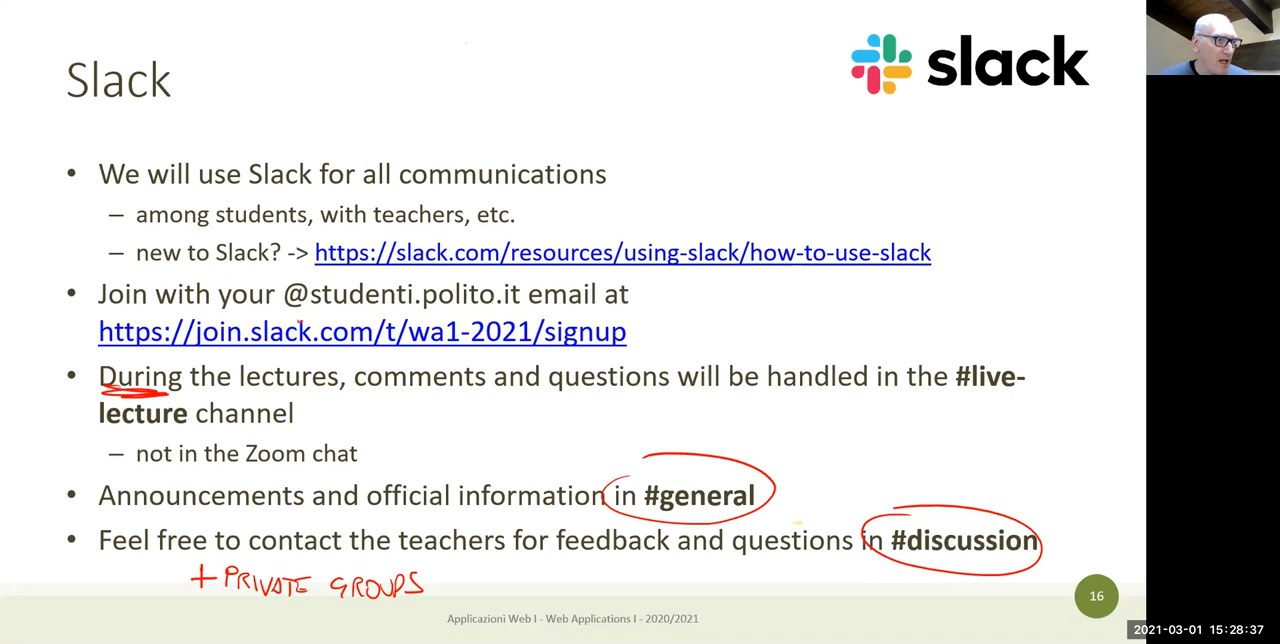 Slack
slack
• We will use Slack for all communications
– among students, with teachers, etc.
– new to Slack? -> https://slack.com/resources/using-slack/how-to-use-slack
• Join with your @studenti.polito.it email at
https://join.slack.com/t/wa1-2021/signup
• During the lectures, comments and questions will be handled in the #live-
lecture channel
– not in the Zoom chat
• Announcements and official information in #general
• Feel free to contact the teachers for feedback and questions in #discussion
+ PRIVATE GROUPS
16
Applicazioni Web I - Web Applications I - 2020/2021
2021-03-01 15:28:37